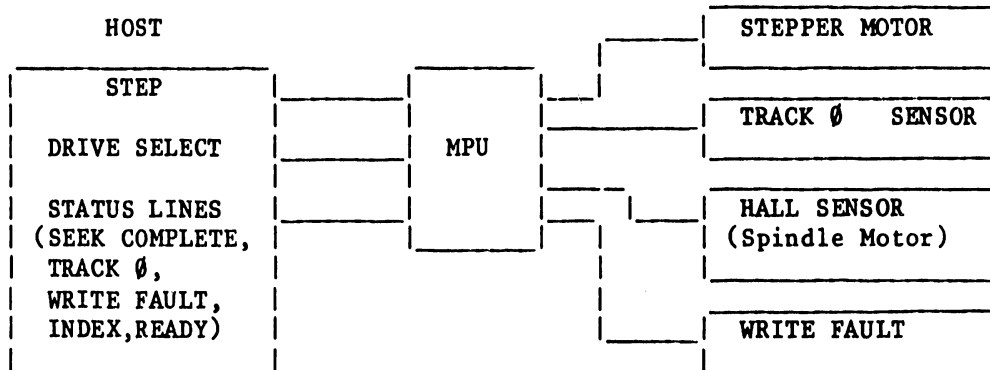 HOST
STEP
DRIVE SELECT
STATUS LINES
(SEEK COMPLETE,
TRACK Ø,
WRITE FAULT,
INDEX,READY)
MPU
STEPPER MOTOR
TRACK Ø SENSOR
HALL SENSOR
(Spindle Motor)
WRITE FAULT